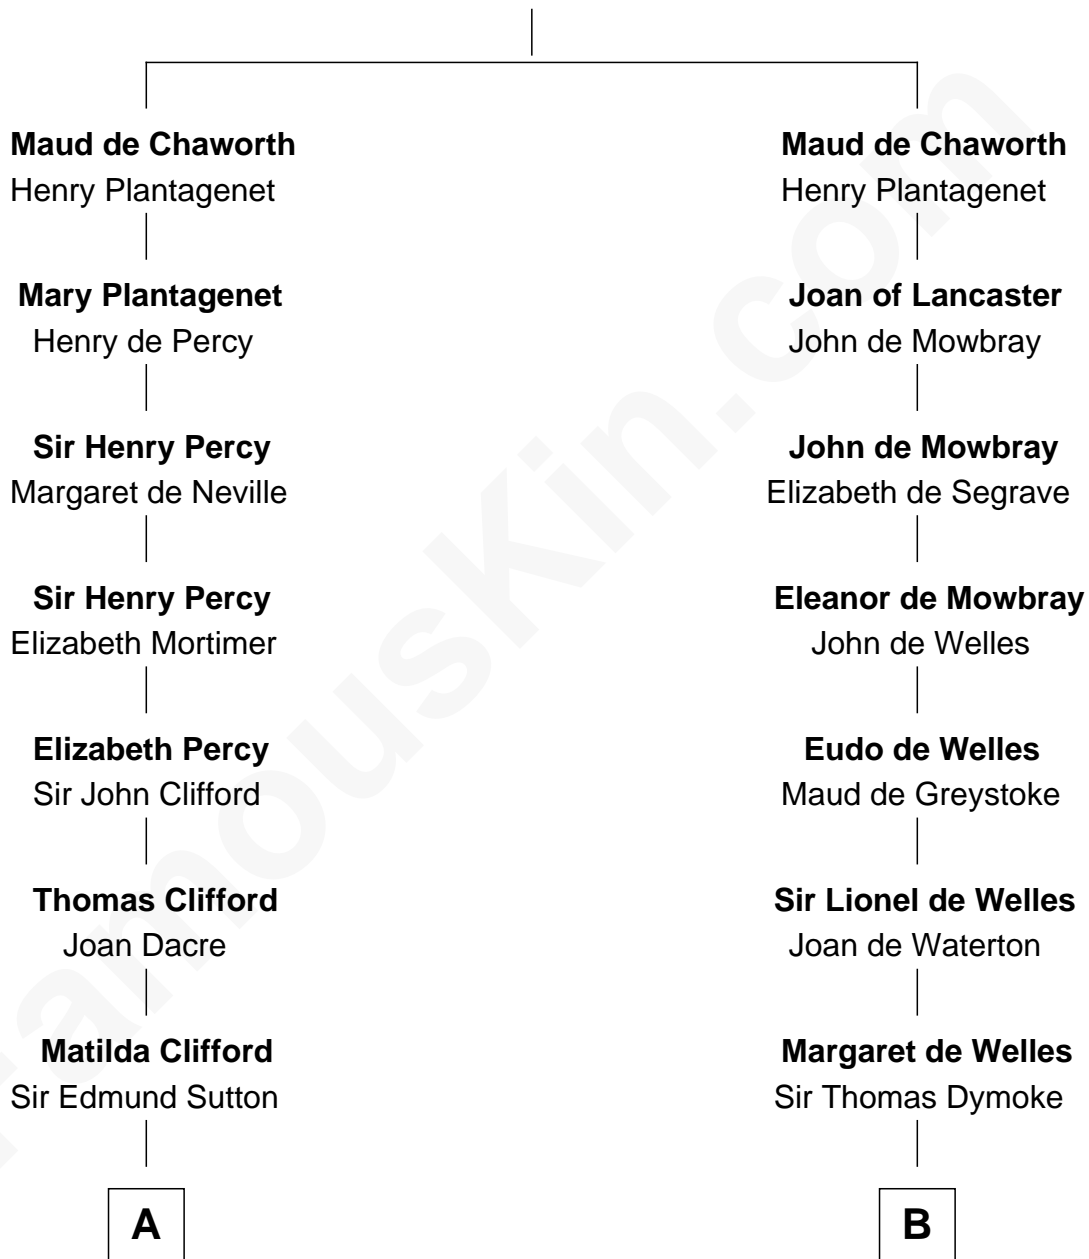 Maud de Chaworth
Henry Plantagenet
Mary Plantagenet
Henry de Percy
Sir Henry Percy
Margaret de Neville
Sir Henry Percy
Elizabeth Mortimer
Elizabeth Percy
Sir John Clifford
Thomas Clifford
Joan Dacre
Matilda Clifford
Sir Edmund Sutton
A
Maud de Chaworth
Henry Plantagenet
Joan of Lancaster
John de Mowbray
John de Mowbray
Elizabeth de Segrave
Eleanor de Mowbray
John de Welles
Eudo de Welles
Maud de Greystoke
Sir Lionel de Welles
Joan de Waterton
Margaret de Welles
Sir Thomas Dymoke
B
FamousKin.com